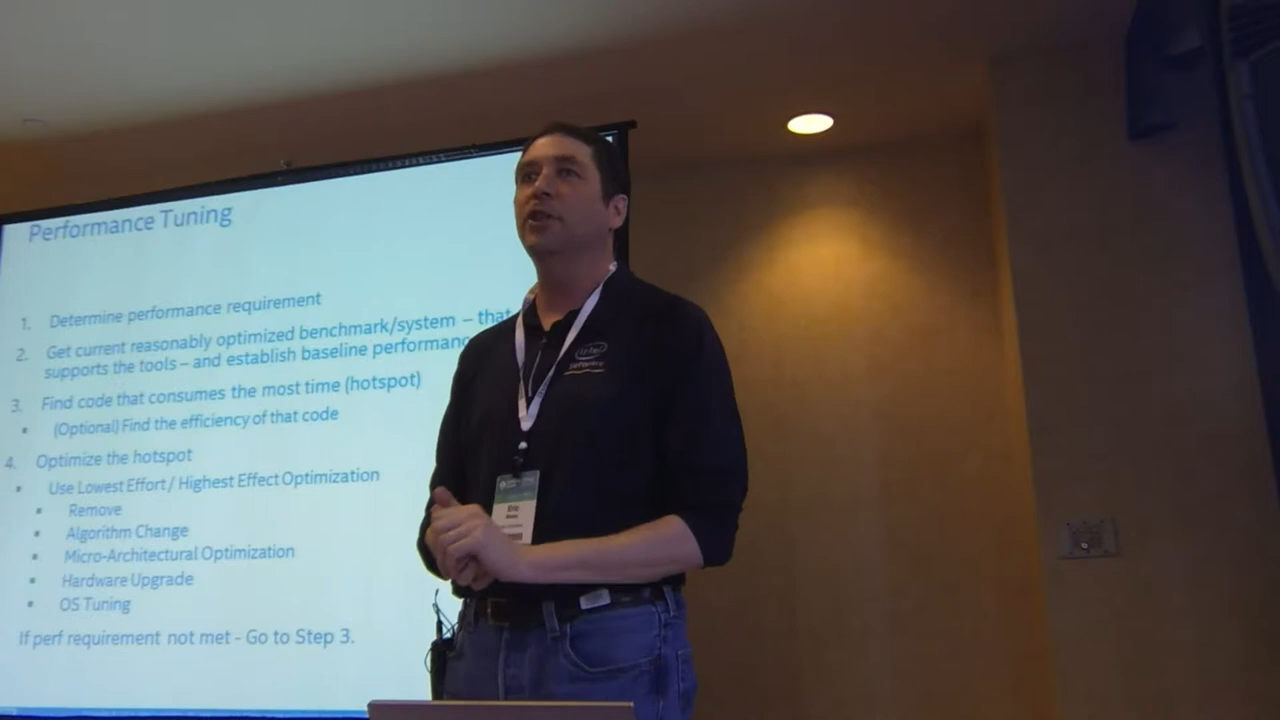 Performance Tuning
1. Determine performance requirement
2. Get current reasonably optimized benchmark/system – that
supports the tools – and establish baseline
3. Find code that consumes the most time (hotspot)
▪ (Optional) Find the efficiency of that code
4. Optimize the hotspot
▪ Use Lowest Effort / Highest Effect Optimization
▪ Remove
▪ Algorithm Change
▪ Micro-Architectural Optimization
▪ Hardware Upgrade
▪ OS Tuning
If perf requirement not met - Go to Step 3.
intel
Software
Eric